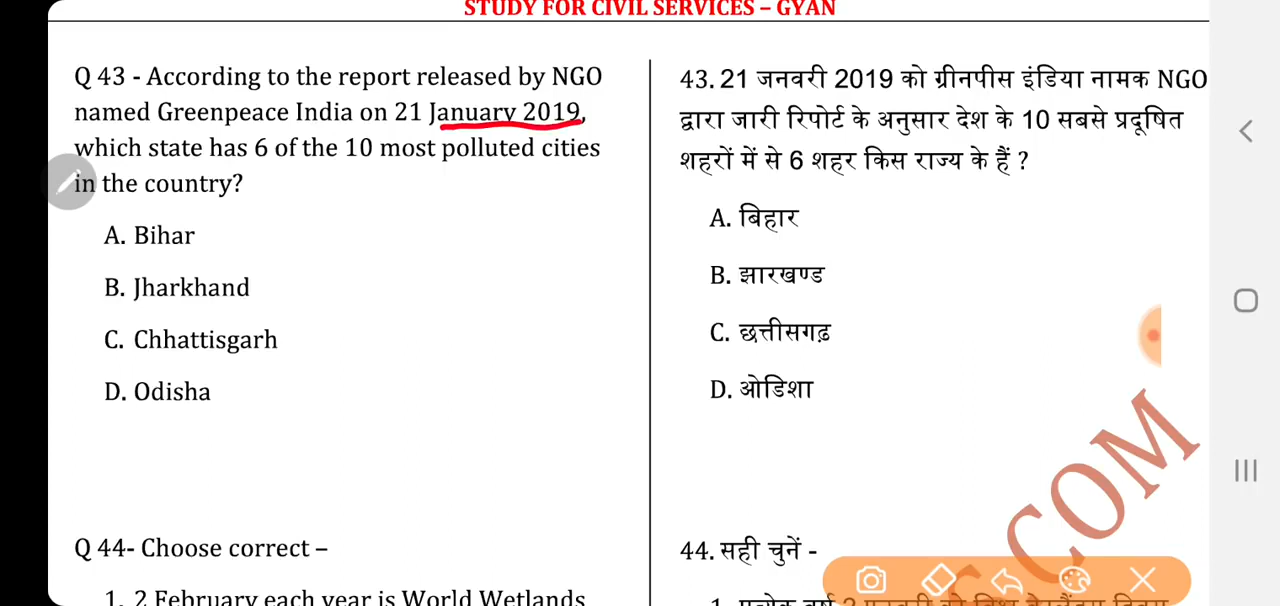 STUDY FOR CIVIL SERVICES – GYAN
Q 43 - According to the report released by NGO
named Greenpeace India on 21 January 2019,
which state has 6 of the 10 most polluted cities
in the country?
A. Bihar
B. Jharkhand
C. Chhattisgarh
D. Odisha
Q 44- Choose correct –
1. 2 February each year is World Wetlands
43. 21 जनवरी 2019 को ग्रीनपीस इंडिया नामक NGO
द्वारा जारी रिपोर्ट के अनुसार देश के 10 सबसे प्रदूषित
शहरों में से 6 शहर किस राज्य के हैं ?
A. बिहार
B. झारखण्ड
C. छत्तीसगढ़
D. ओडिशा
44. सही चुनें -
.COM